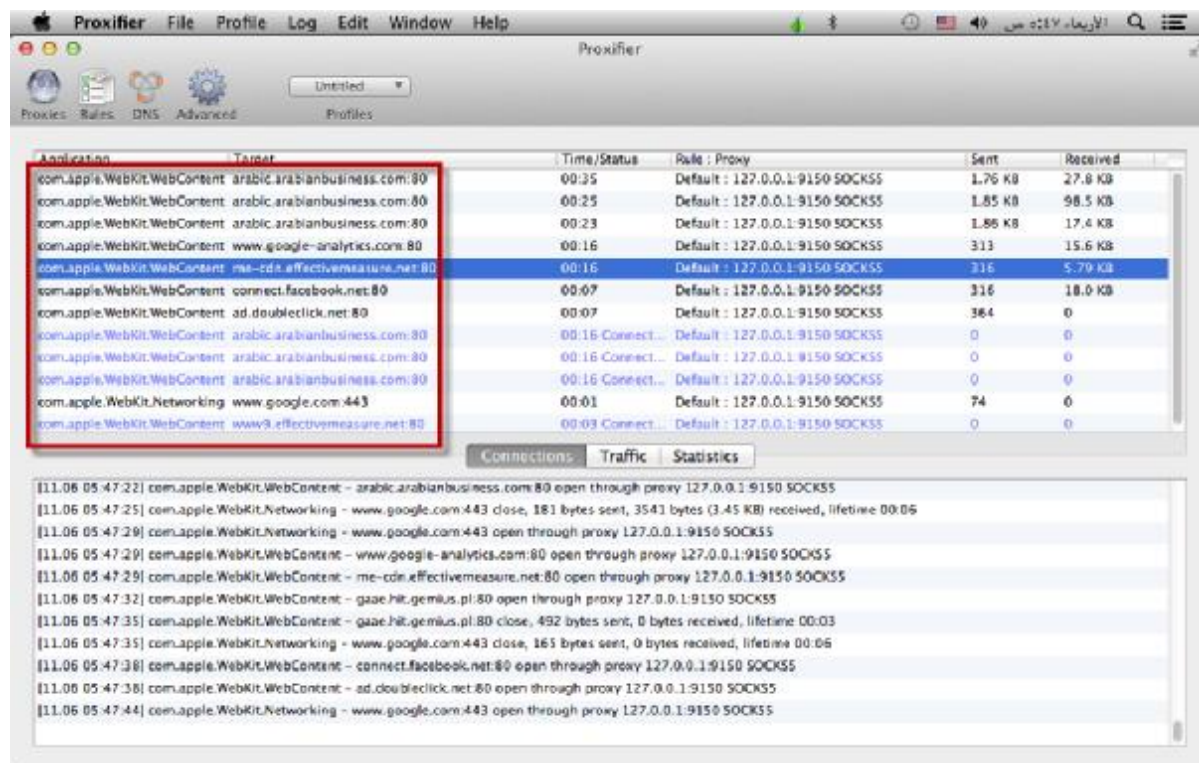 Proxifier File Profile Log Edit Window Help الأربعاء ٥:٤٧ ص
Proxifier
Untitled
Proxies Rules DNS Advanced Profiles
Application Target Time/Status Rule : Proxy Sent Received
com.apple.WebKit.WebContent arabic.arabianbusiness.com:80 00:35 Default : 127.0.0.1:9150 SOCKS5 1.76 KB 27.8 KB
com.apple.WebKit.WebContent arabic.arabianbusiness.com:80 00:25 Default : 127.0.0.1:9150 SOCKS5 1.85 KB 98.5 KB
com.apple.WebKit.WebContent arabic.arabianbusiness.com:80 00:23 Default : 127.0.0.1:9150 SOCKS5 1.86 KB 17.4 KB
com.apple.WebKit.WebContent www.google-analytics.com:80 00:16 Default : 127.0.0.1:9150 SOCKS5 313 15.6 KB
com.apple.WebKit.WebContent me-cdn.effectivemeasure.net:80 00:16 Default : 127.0.0.1:9150 SOCKS5 316 5.79 KB
com.apple.WebKit.WebContent connect.facebook.net:80 00:07 Default : 127.0.0.1:9150 SOCKS5 316 18.0 KB
com.apple.WebKit.WebContent ad.doubleclick.net:80 00:07 Default : 127.0.0.1:9150 SOCKS5 364 0
com.apple.WebKit.WebContent arabic.arabianbusiness.com:80 00:16 Connect... Default : 127.0.0.1:9150 SOCKS5 0 0
com.apple.WebKit.WebContent arabic.arabianbusiness.com:80 00:16 Connect... Default : 127.0.0.1:9150 SOCKS5 0 0
com.apple.WebKit.WebContent arabic.arabianbusiness.com:80 00:16 Connect... Default : 127.0.0.1:9150 SOCKS5 0 0
com.apple.WebKit.Networking www.google.com:443 00:01 Default : 127.0.0.1:9150 SOCKS5 74 0
com.apple.WebKit.WebContent www9.effectivemeasure.net:80 00:03 Connect... Default : 127.0.0.1:9150 SOCKS5 0 0
Connections Traffic Statistics
[11.06 05:47:22] com.apple.WebKit.WebContent – arabic.arabianbusiness.com:80 open through proxy 127.0.0.1:9150 SOCKS5
[11.06 05:47:25] com.apple.WebKit.Networking – www.google.com:443 close, 181 bytes sent, 3541 bytes (3.45 KB) received, lifetime 00:06
[11.06 05:47:29] com.apple.WebKit.Networking – www.google.com:443 open through proxy 127.0.0.1:9150 SOCKS5
[11.06 05:47:29] com.apple.WebKit.WebContent – www.google-analytics.com:80 open through proxy 127.0.0.1:9150 SOCKS5
[11.06 05:47:29] com.apple.WebKit.WebContent – me-cdn.effectivemeasure.net:80 open through proxy 127.0.0.1:9150 SOCKS5
[11.06 05:47:32] com.apple.WebKit.WebContent – gaae.hit.gemius.pl:80 open through proxy 127.0.0.1:9150 SOCKS5
[11.06 05:47:35] com.apple.WebKit.WebContent – gaae.hit.gemius.pl:80 close, 492 bytes sent, 0 bytes received, lifetime 00:03
[11.06 05:47:35] com.apple.WebKit.Networking – www.google.com:443 close, 165 bytes sent, 0 bytes received, lifetime 00:06
[11.06 05:47:38] com.apple.WebKit.WebContent – connect.facebook.net:80 open through proxy 127.0.0.1:9150 SOCKS5
[11.06 05:47:38] com.apple.WebKit.WebContent – ad.doubleclick.net:80 open through proxy 127.0.0.1:9150 SOCKS5
[11.06 05:47:44] com.apple.WebKit.Networking – www.google.com:443 open through proxy 127.0.0.1:9150 SOCKS5